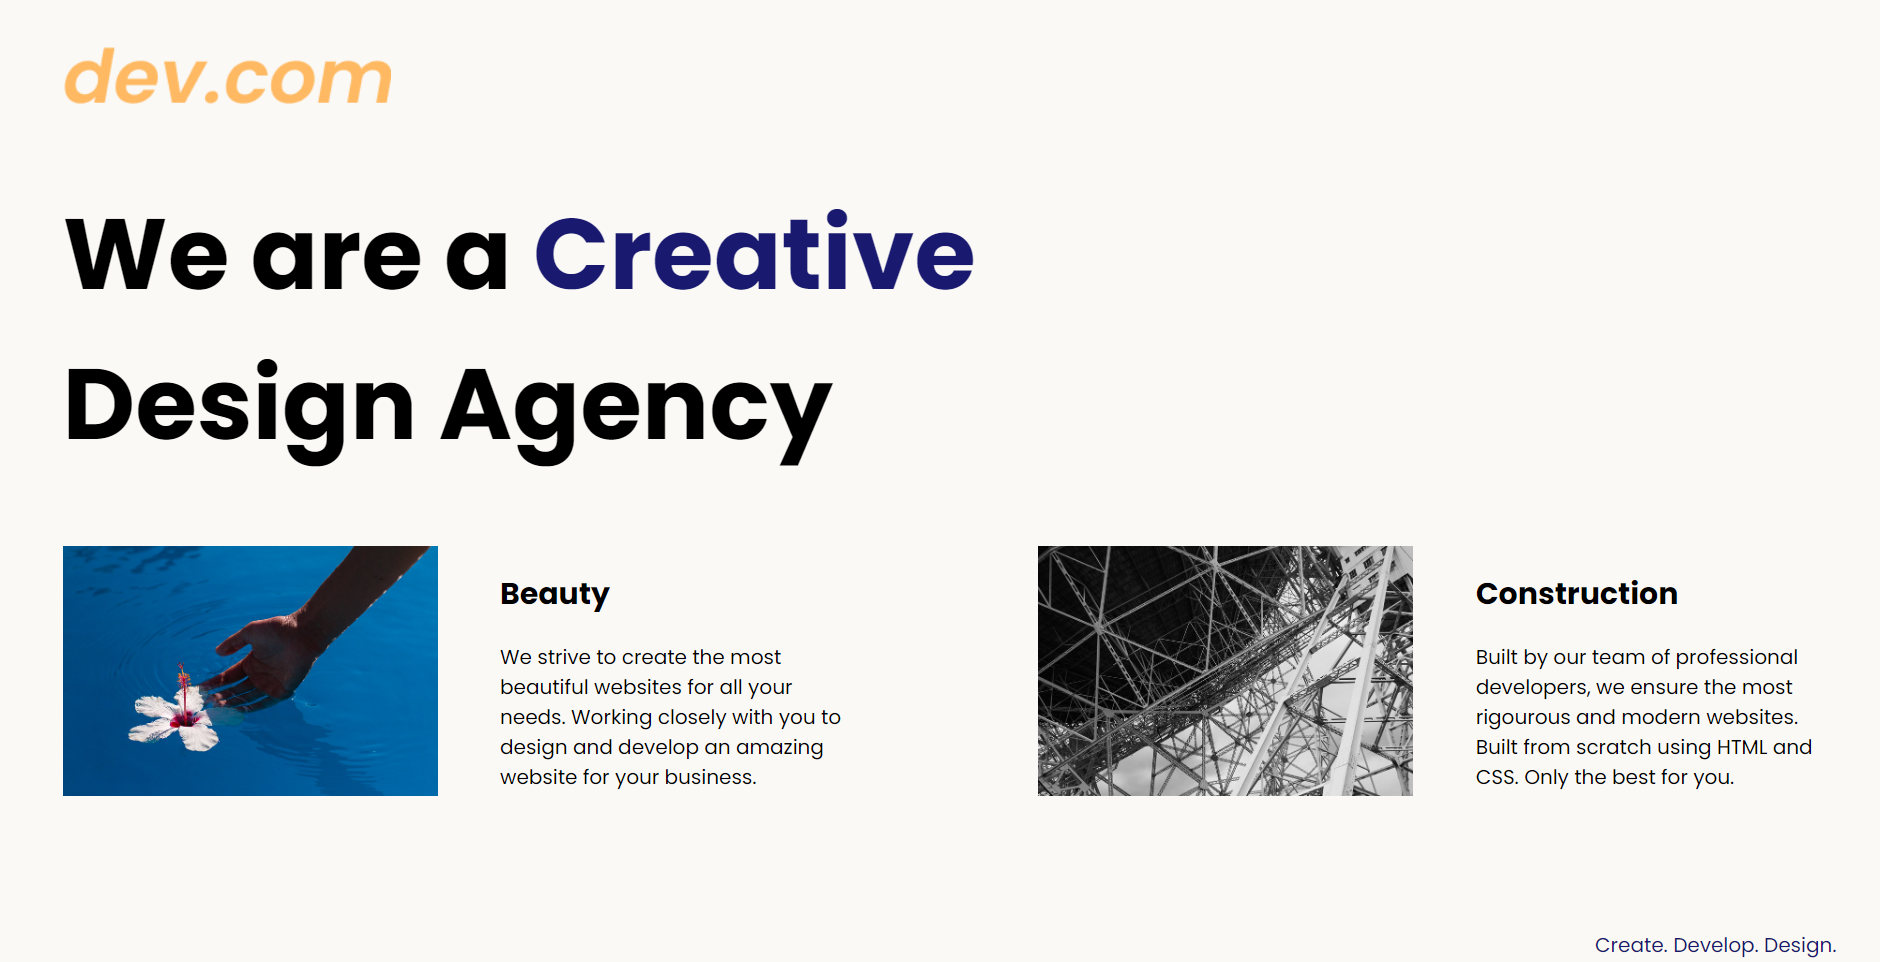 dev.com
We are a Creative
Design Agency
Beauty
We strive to create the most
beautiful websites for all your
needs. Working closely with you to
design and develop an amazing
website for your business.
Construction
Built by our team of professional
developers, we ensure the most
rigourous and modern websites.
Built from scratch using HTML and
CSS. Only the best for you.
Create. Develop. Design.